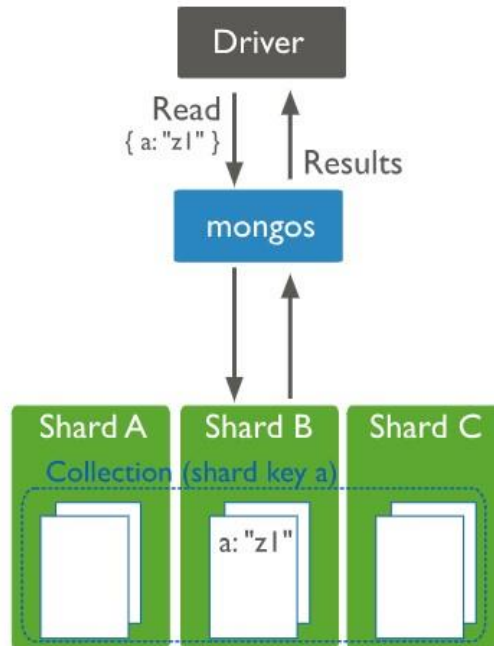 Driver
Read
{ a: "z1" }
Results
mongos
Shard A
Shard B
Shard C
Collection (shard key a)
a: "z1"